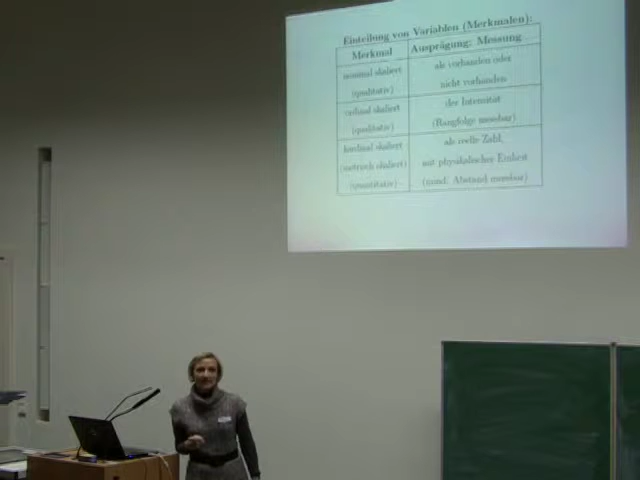 Einteilung von Variablen (Merkmalen):
Merkmal
Ausprägung: Messung
nominal skaliert
(qualitativ)
als vorhanden oder
nicht vorhanden
ordinal skaliert
(qualitativ)
der Intensität
(Rangfolge messbar)
kardinal skaliert
(metrisch skaliert)
(quantitativ)
als reelle Zahl,
mit physikalischer Einheit
(mind. Abstand messbar)